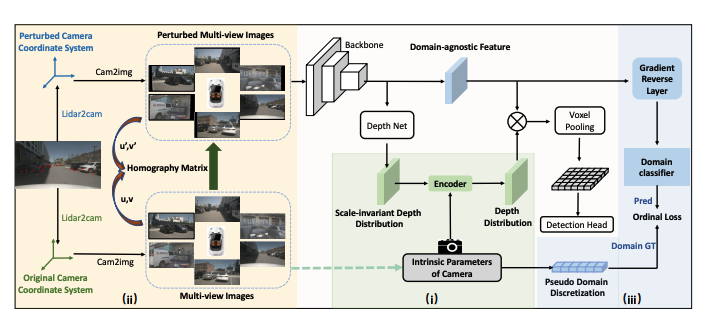 Perturbed Camera
Coordinate System
Perturbed Multi-view Images
Cam2img
Lidar2cam
u',v'
Homography Matrix
u,v
Lidar2cam
Cam2img
Original Camera
Coordinate System
(ii)
Multi-view Images
Backbone
Domain-agnostic Feature
Depth Net
Voxel
Pooling
Encoder
Scale-invariant Depth
Distribution
Depth
Distribution
Detection Head
Intrinsic Parameters
of Camera
(i)
Gradient
Reverse
Layer
Domain
classifier
Pred
Ordinal Loss
Domain GT
Pseudo Domain
Discretization
(iii)